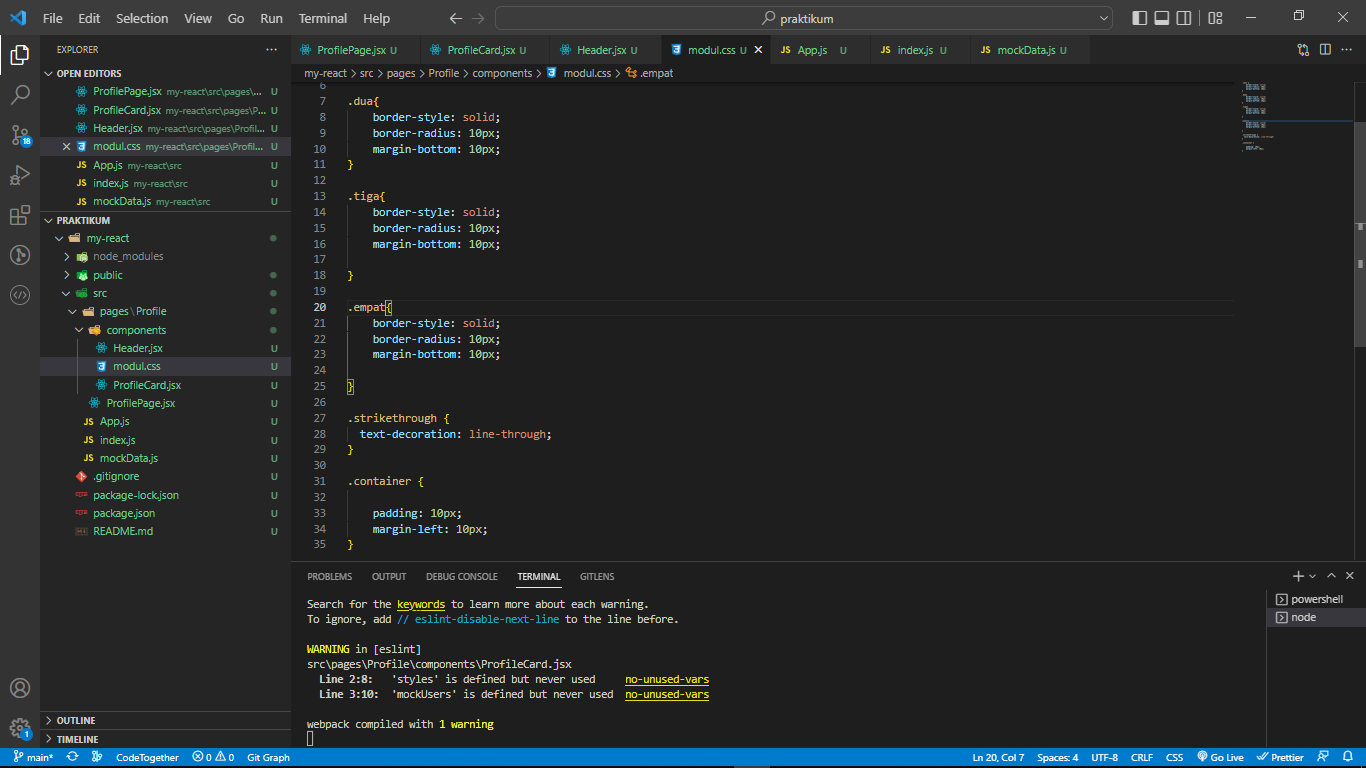 File Edit Selection View Go Run Terminal Help
praktikum
EXPLORER
OPEN EDITORS
ProfilePage.jsx my-react\src\pages\... U
ProfileCard.jsx my-react\src\pages\P... U
Header.jsx my-react\src\pages\Profil... U
modul.css my-react\src\pages\Profil... U
JS App.js my-react\src U
JS index.js my-react\src U
JS mockData.js my-react\src U
PRAKTIKUM
my-react
node_modules
public
src
pages \ Profile
components
Header.jsx U
modul.css U
ProfileCard.jsx U
ProfilePage.jsx U
JS App.js U
JS index.js U
JS mockData.js U
.gitignore U
package-lock.json U
package.json U
README.md U
OUTLINE
TIMELINE
18
1
ProfilePage.jsx U ProfileCard.jsx U Header.jsx U modul.css U JS App.js U JS index.js U JS mockData.js U
my-react > src > pages > Profile > components > modul.css > .empat
6
7 .dua{
8 border-style: solid;
9 border-radius: 10px;
10 margin-bottom: 10px;
11 }
12
13 .tiga{
14 border-style: solid;
15 border-radius: 10px;
16 margin-bottom: 10px;
17
18 }
19
20 .empat{
21 border-style: solid;
22 border-radius: 10px;
23 margin-bottom: 10px;
24
25 }
26
27 .strikethrough {
28 text-decoration: line-through;
29 }
30
31 .container {
32
33 padding: 10px;
34 margin-left: 10px;
35 }
PROBLEMS OUTPUT DEBUG CONSOLE TERMINAL GITLENS
Search for the keywords to learn more about each warning.
To ignore, add // eslint-disable-next-line to the line before.
WARNING in [eslint]
src\pages\Profile\components\ProfileCard.jsx
Line 2:8: 'styles' is defined but never used no-unused-vars
Line 3:10: 'mockUsers' is defined but never used no-unused-vars
webpack compiled with 1 warning
powershell
node
main* CodeTogether 0 0 Git Graph Ln 20, Col 7 Spaces: 4 UTF-8 CRLF CSS Go Live Prettier